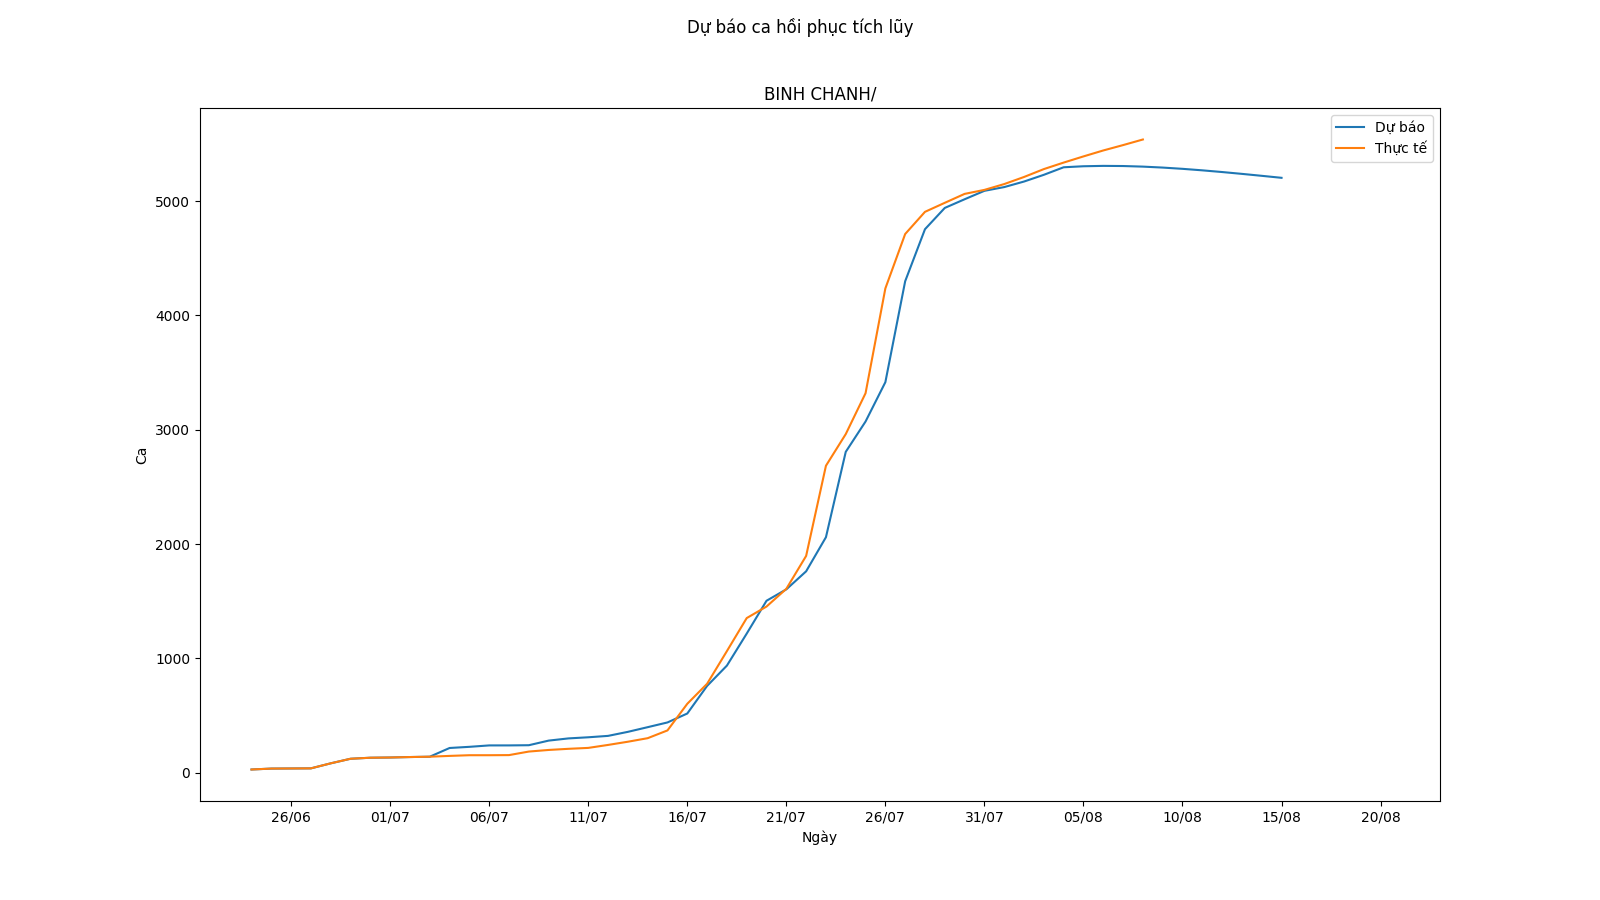 Dự báo ca hồi phục tích lũy
BINH CHANH/
Dự báo
Thực tế
5000
4000
3000
2000
1000
0
Ca
26/06 01/07 06/07 11/07 16/07 21/07 26/07 31/07 05/08 10/08 15/08 20/08
Ngày